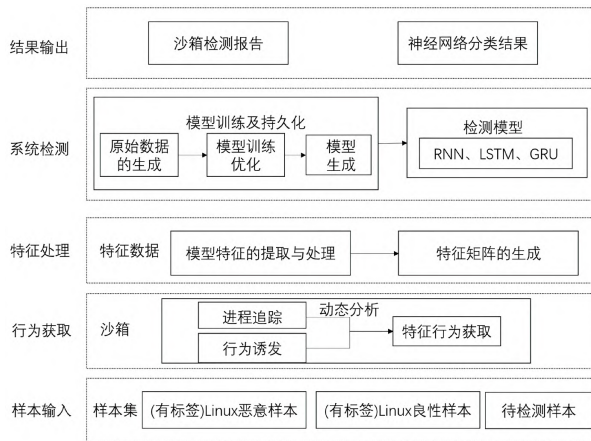 结果输出
沙箱检测报告
神经网络分类结果
系统检测
模型训练及持久化
原始数据
的生成
模型训练
优化
模型
生成
检测模型
RNN、LSTM、GRU
特征处理
特征数据
模型特征的提取与处理
特征矩阵的生成
行为获取
沙箱
进程追踪
行为诱发
动态分析
特征行为获取
样本输入
样本集
(有标签)Linux恶意样本
(有标签)Linux良性样本
待检测样本